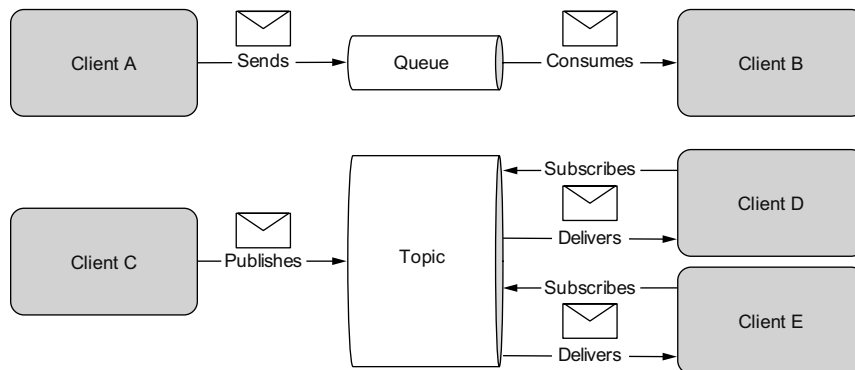 Client A
Sends
Queue
Consumes
Client B
Client C
Publishes
Topic
Subscribes
Delivers
Client D
Subscribes
Delivers
Client E